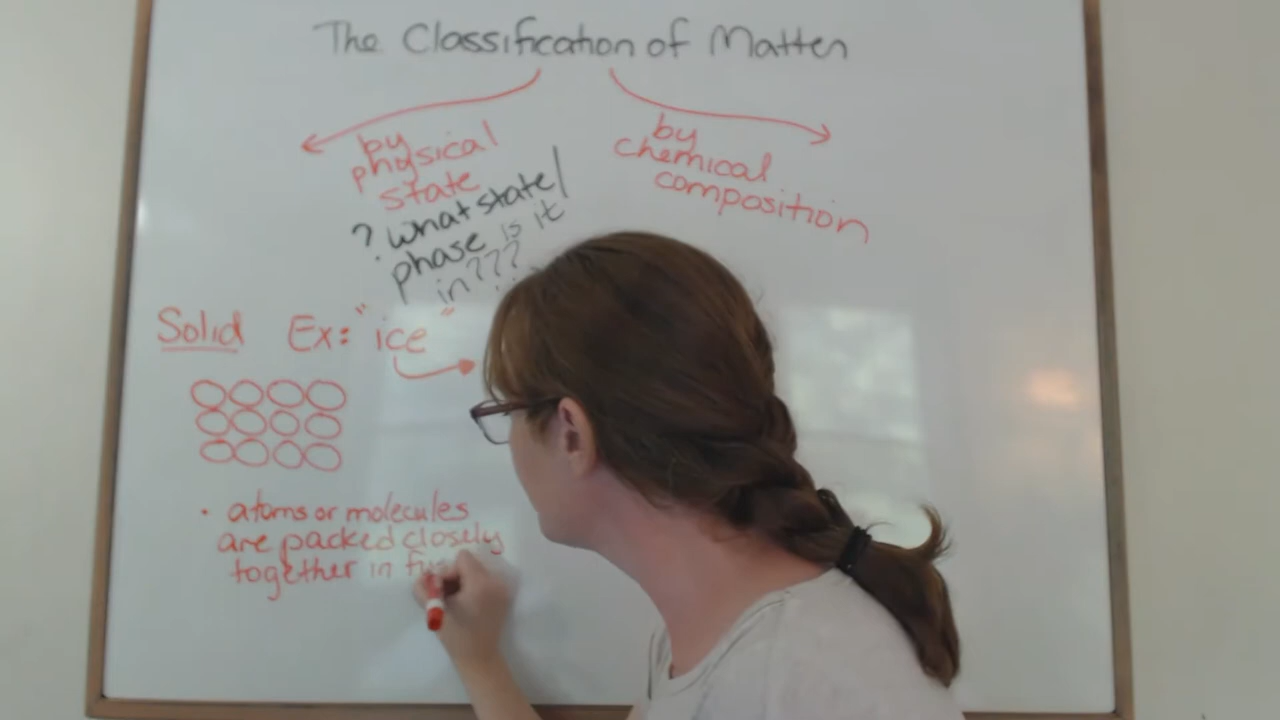 The Classification of Matter
by
physical
state
? what state/
phase is it
in???
by
chemical
composition
Solid Ex: "ice"
• atoms or molecules
are packed closely
together in